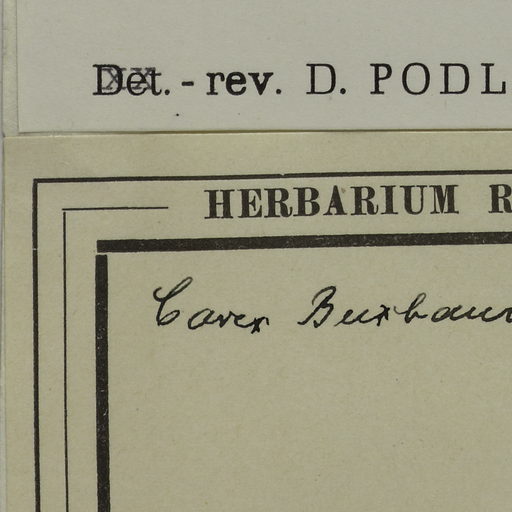 Det. - rev. D. PODL
HERBARIUM R
Carex Buxbaum